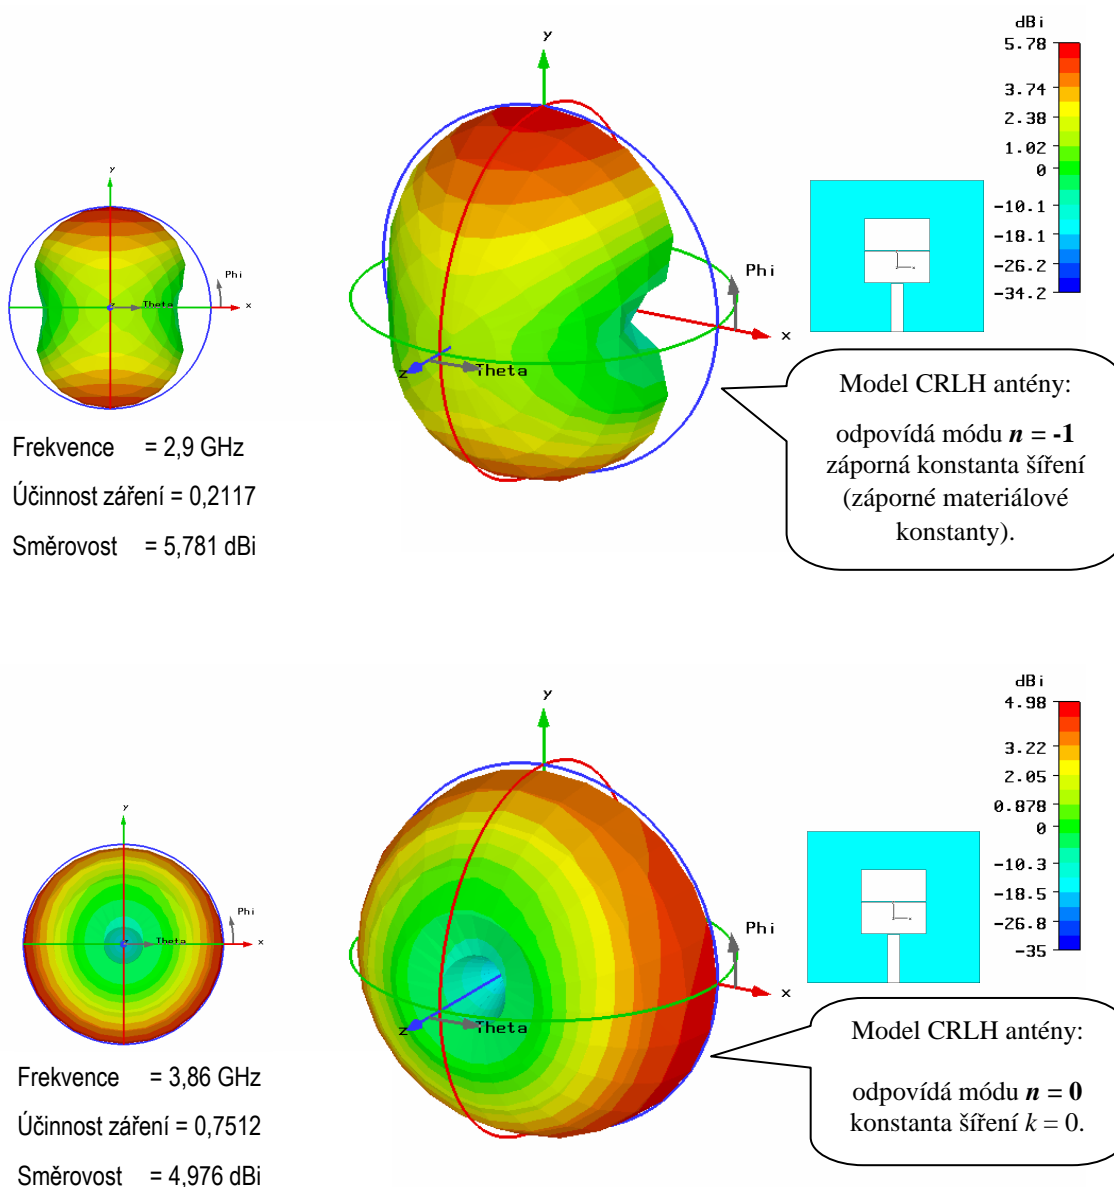 dBi
5.78
3.74
2.38
1.02
0
-10.1
-18.1
-26.2
-34.2
y
Phi
x
z
Theta
y
Phi
Theta
x
Frekvence = 2,9 GHz
Účinnost záření = 0,2117
Směrovost = 5,781 dBi
Model CRLH antény:
odpovídá módu n = -1
záporná konstanta šíření
(záporné materiálové
konstanty).
dBi
4.98
3.22
2.05
0.878
0
-10.3
-18.5
-26.8
-35
y
Phi
x
z
Theta
y
Phi
Theta
x
Frekvence = 3,86 GHz
Účinnost záření = 0,7512
Směrovost = 4,976 dBi
Model CRLH antény:
odpovídá módu n = 0
konstanta šíření k = 0.